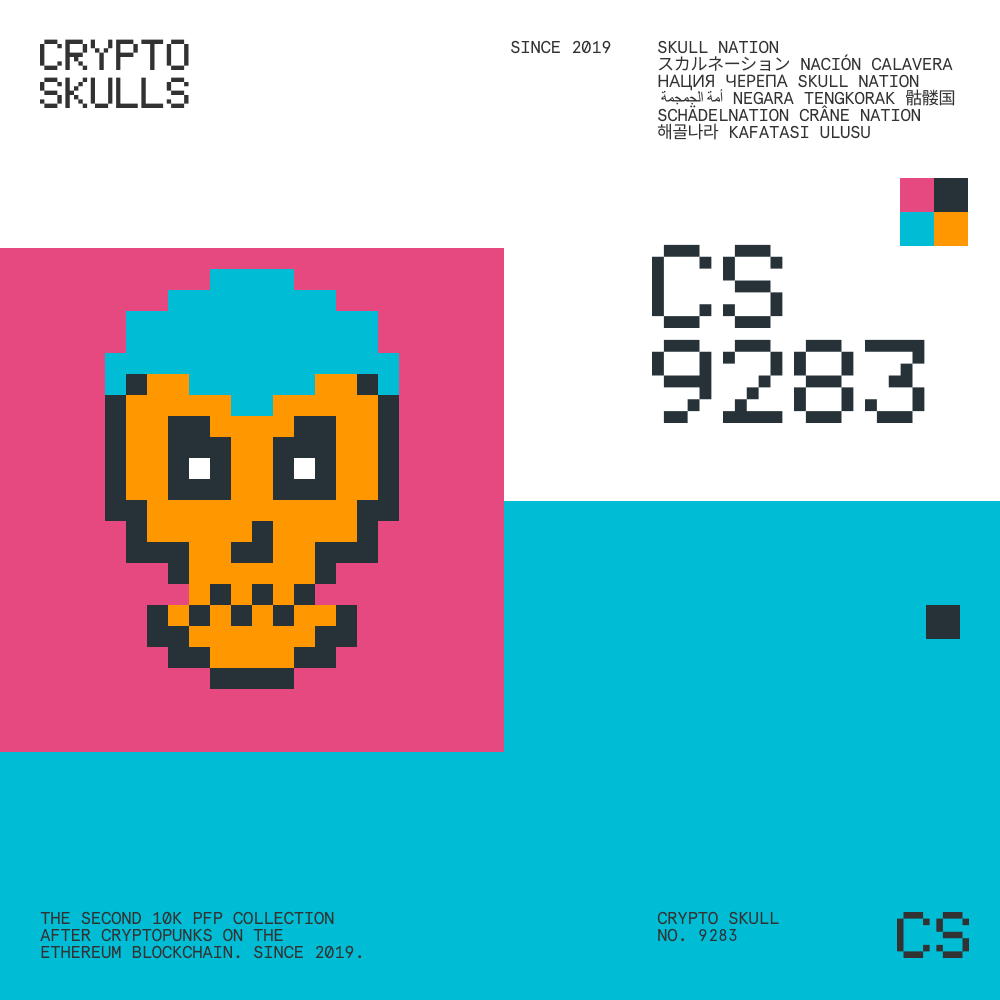 CRYPTO
SKULLS
SINCE 2019
SKULL NATION
スカルネーション NACIÓN CALAVERA
НАЦИЯ ЧЕРЕПА SKULL NATION
أمة الجمجمة NEGARA TENGKORAK 骷髅国
SCHÄDELNATION CRÂNE NATION
해골나라 KAFATASI ULUSU
CS
9283
THE SECOND 10K PFP COLLECTION
AFTER CRYPTOPUNKS ON THE
ETHEREUM BLOCKCHAIN. SINCE 2019.
CRYPTO SKULL
NO. 9283
CS